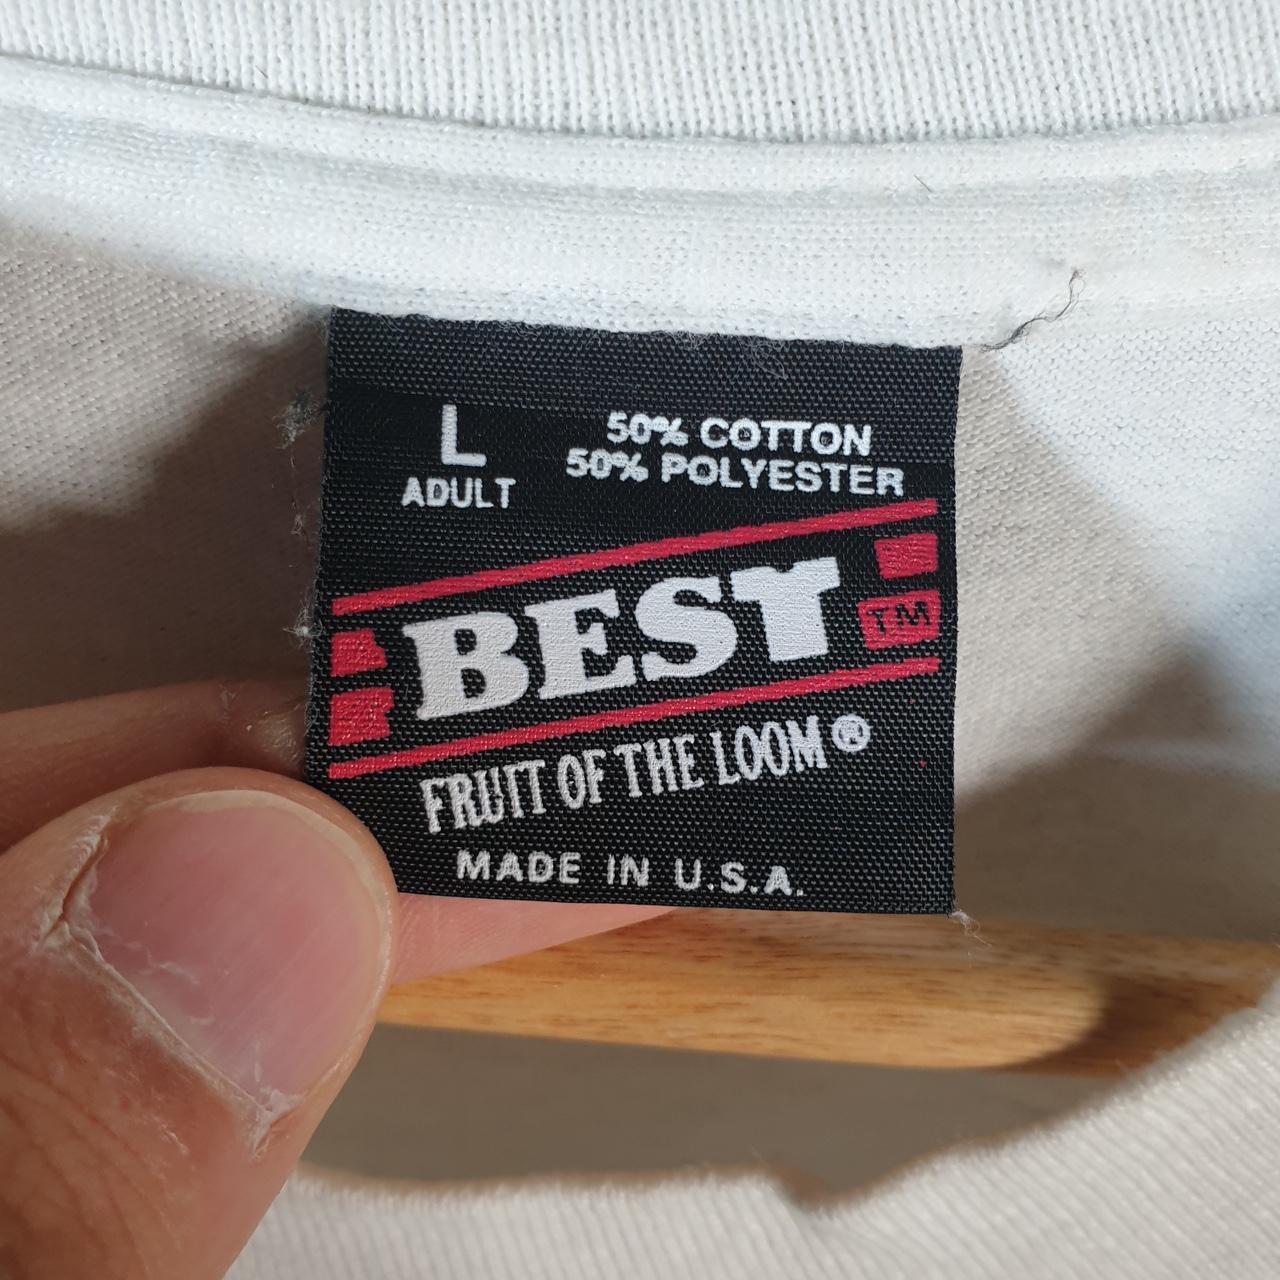 L
ADULT
50% COTTON
50% POLYESTER
BEST
TM
FRUIT OF THE LOOM®
MADE IN U.S.A.